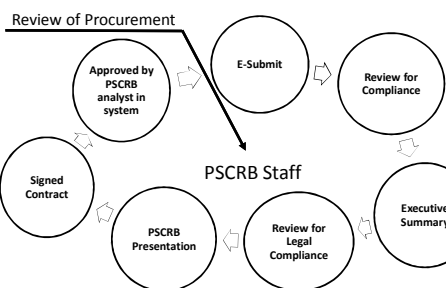 Review of Procurement
E-Submit
Review for
Compliance
Executive
Summary
Review for
Legal
Compliance
PSCRB
Presentation
Signed
Contract
Approved by
PSCRB
analyst in
system
PSCRB Staff